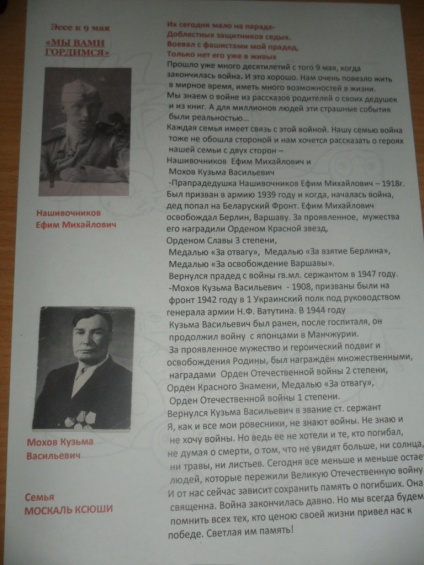 Эссе к 9 мая
«МЫ ВАМИ
ГОРДИМСЯ»
Нашивочников
Ефим Михайлович
Мохов Кузьма
Васильевич
Семья
МОСКАЛЬ КСЮШИ
Их сегодня мало на параде-
Доблестных защитников седых.
Воевал с фашистами мой прадед,
Только нет его уже в живых
Прошло уже много десятилетий с того 9 мая, когда
закончилась война. И это хорошо. Нам очень повезло жить
в мирное время, иметь много возможностей в жизни.
Мы знаем о войне из рассказов родителей о своих дедушек
и из книг. А для миллионов людей эти страшные события
были реальностью...
Каждая семья имеет связь с этой войной. Нашу семью война
тоже не обошла стороной и нам хочется рассказать о героях
нашей семьи с двух сторон –
Нашивочников Ефим Михайлович и
Мохов Кузьма Васильевич
-Прапрадедушка Нашивочников Ефим Михайлович – 1918г.
Был призван в армию 1939 году и когда, началась война,
дед попал на Беларуский Фронт. Ефим Михайлович
освобождал Берлин, Варшаву. За проявленное, мужества
его наградили Орденом Красной звезд,
Орденом Славы 3 степени,
Медалью «За отвагу», Медалью «За взятие Берлина»,
Медалью «За освобождение Варшавы».
Вернулся прадед с войны гв.мл. сержантом в 1947 году.
-Мохов Кузьма Васильевич - 1908, призваны были на
фронт 1942 году в 1 Украинский полк под руководством
генерала армии Н.Ф. Ватутина. В 1944 году
Кузьма Васильевич был ранен, после госпиталя, он
продолжил войну с японцами в Манчжурии.
За проявленное мужество и героический подвиг и
освобождения Родины, был награждён множественными,
наградами Орден Отечественной войны 2 степени,
Орден Красного Знамени, Медалью «За отвагу»,
Орден Отечественной войны 1 степени.
Вернулся Кузьма Васильевич в звание ст. сержант
Я, как и все мои ровесники, не знают войны. Не знаю и
не хочу войны. Но ведь ее не хотели и те, кто погибал,
не думая о смерти, о том, что не увидят больше, ни солнца,
ни травы, ни листьев. Сегодня все меньше и меньше остает
людей, которые пережили Великую Отечественную войну
И от нас сейчас зависит сохранить память о погибших. Она
священна. Война закончилась давно. Но мы всегда будем
помнить всех тех, кто ценою своей жизни привел нас к
победе. Светлая им память!